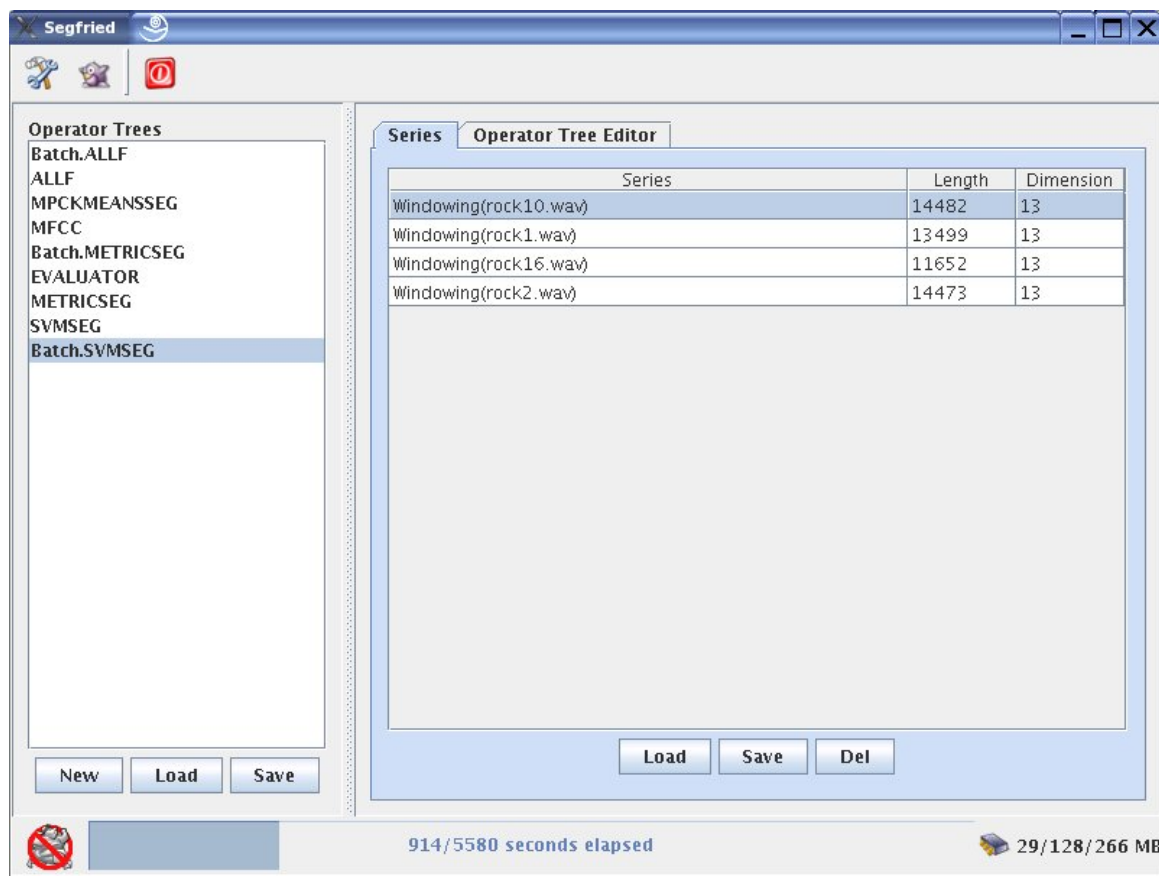 Segfried
Operator Trees
Batch.ALLF
ALLF
MPCKMEANSSEG
MFCC
Batch.METRICSEG
EVALUATOR
METRICSEG
SVMSEG
Batch.SVMSEG
New Load Save
Series Operator Tree Editor
Series Length Dimension
Windowing(rock10.wav) 14482 13
Windowing(rock1.wav) 13499 13
Windowing(rock16.wav) 11652 13
Windowing(rock2.wav) 14473 13
Load Save Del
914/5580 seconds elapsed
29/128/266 MB